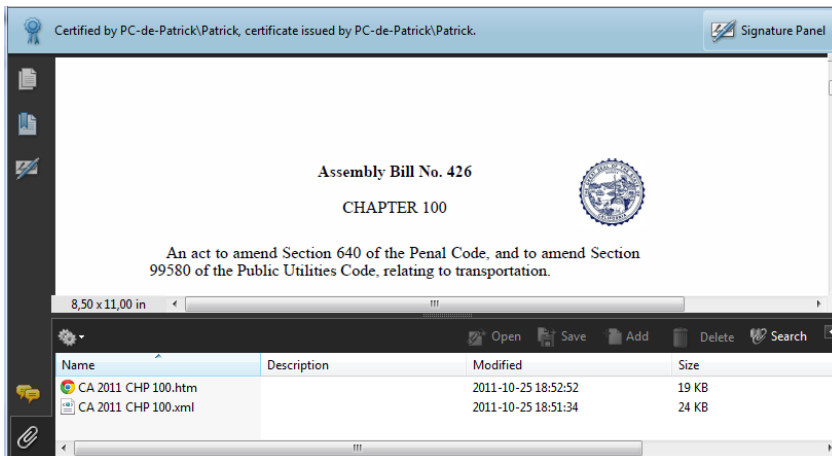 Certified by PC-de-Patrick\Patrick, certificate issued by PC-de-Patrick\Patrick.
Signature Panel
Assembly Bill No. 426
CHAPTER 100
An act to amend Section 640 of the Penal Code, and to amend Section
99580 of the Public Utilities Code, relating to transportation.
8,50 x 11,00 in
Open Save Add Delete Search
Name Description Modified Size
CA 2011 CHP 100.htm 2011-10-25 18:52:52 19 KB
CA 2011 CHP 100.xml 2011-10-25 18:51:34 24 KB